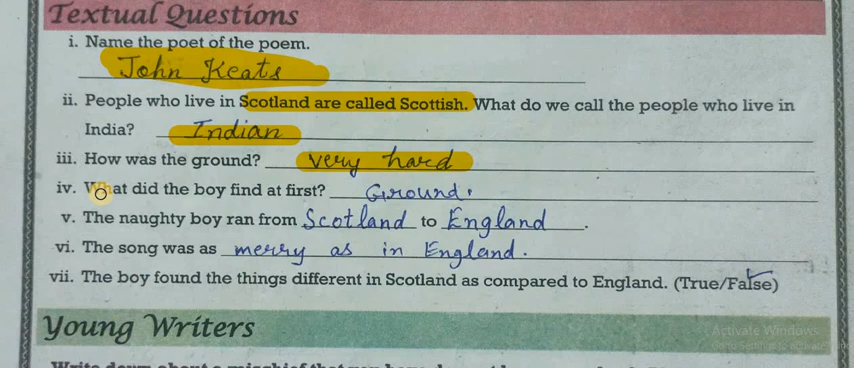 Textual Questions
i. Name the poet of the poem.
John Keats
ii. People who live in Scotland are called Scottish. What do we call the people who live in
India? Indian
iii. How was the ground? very hard
iv. What did the boy find at first? Ground.
v. The naughty boy ran from Scotland to England.
vi. The song was as merry as in England.
vii. The boy found the things different in Scotland as compared to England. (True/False)
Young Writers
Activate Windows